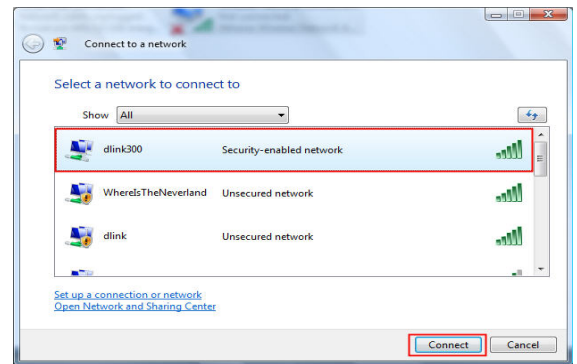 Connect to a network
Select a network to connect to
Show All
dlink300 Security-enabled network
WhereIsTheNeverland Unsecured network
dlink Unsecured network
Set up a connection or network
Open Network and Sharing Center
Connect Cancel